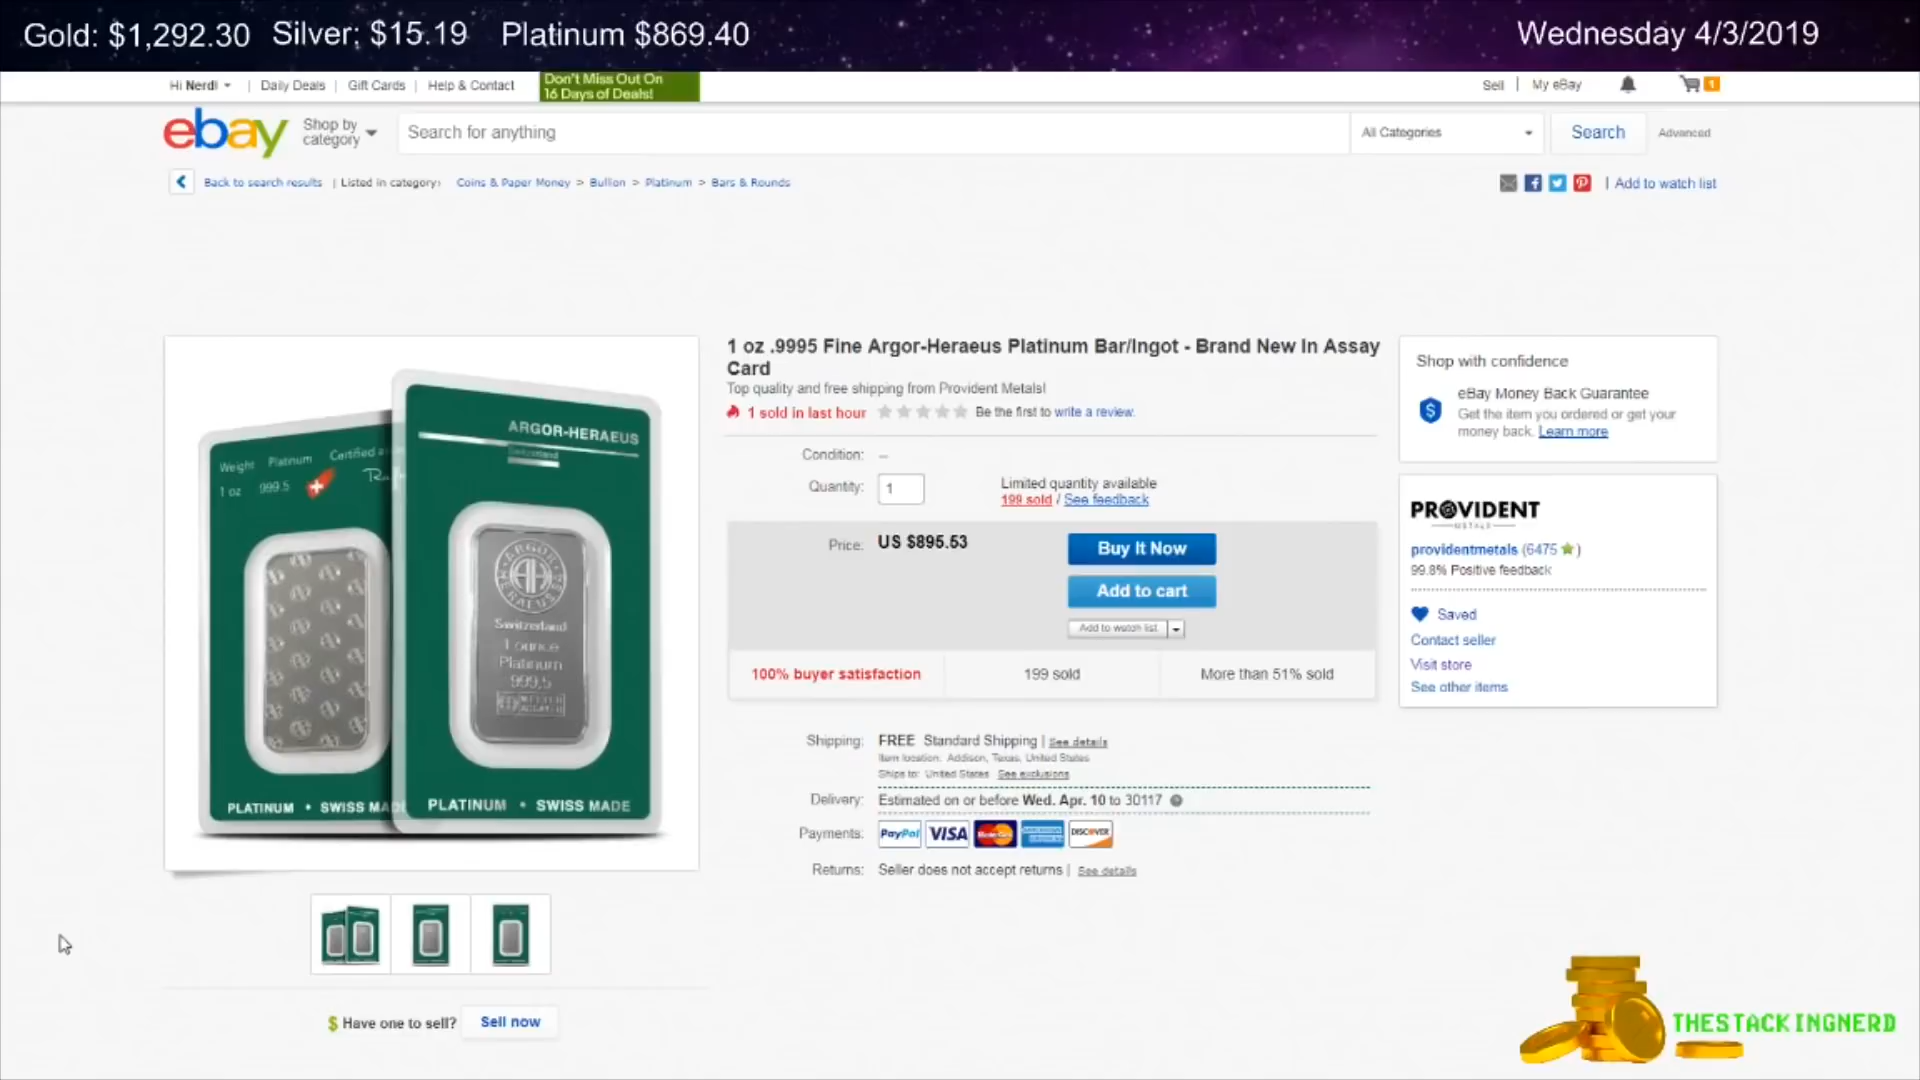 Gold: $1,292.30 Silver: $15.19 Platinum $869.40 Wednesday 4/3/2019
Hi Nerd! Daily Deals | Gift Cards | Help & Contact
Don't Miss Out On
16 Days of Deals!
Sell | My eBay 1
ebay
Shop by
category
Search for anything
All Categories
Search
Advanced
Back to search results | Listed in category: Coins & Paper Money > Bullion > Platinum > Bars & Rounds
| Add to watch list
ARGOR-HERAEUS
Switzerland
Weight Platinum Certified
1 oz 999.5
ARGOR HERAEUS
Switzerland
1 ounce
Platinum
999,5
PLATINUM • SWISS MADE
PLATINUM • SWISS MADE
1 oz .9995 Fine Argor-Heraeus Platinum Bar/Ingot - Brand New In Assay
Card
Top quality and free shipping from Provident Metals!
1 sold in last hour Be the first to write a review.
Condition: --
Quantity: 1
Limited quantity available
199 sold / See feedback
Price: US $895.53
Buy It Now
Add to cart
Add to watch list
100% buyer satisfaction 199 sold More than 51% sold
Shipping: FREE Standard Shipping | See details
Item location: Addison, Texas, United States
Ships to: United States See exclusions
Delivery: Estimated on or before Wed. Apr. 10 to 30117
Payments: PayPal VISA MasterCard DISCOVER
Returns: Seller does not accept returns | See details
Shop with confidence
eBay Money Back Guarantee
Get the item you ordered or get your
money back. Learn more
PROVIDENT
METALS
providentmetals (6475)
99.8% Positive feedback
Saved
Contact seller
Visit store
See other items
$ Have one to sell? Sell now
THESTACKINGNERD